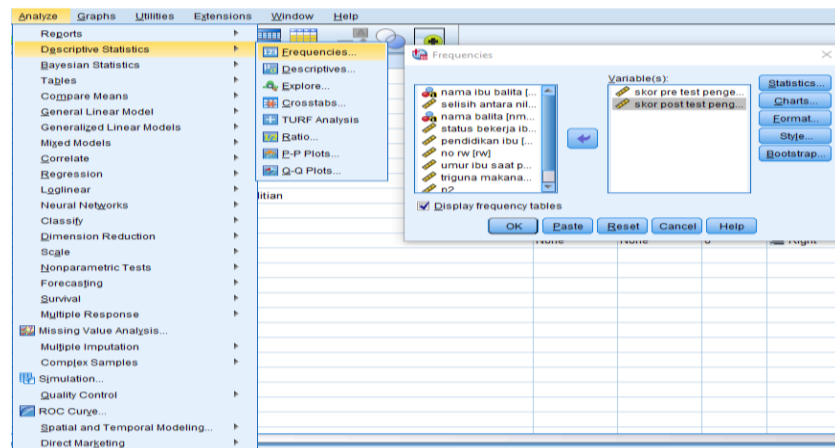 Analyze Graphs Utilities Extensions Window Help
Reports
Descriptive Statistics
Bayesian Statistics
Tables
Compare Means
General Linear Model
Generalized Linear Models
Mixed Models
Correlate
Regression
Loglinear
Neural Networks
Classify
Dimension Reduction
Scale
Nonparametric Tests
Forecasting
Survival
Multiple Response
Missing Value Analysis...
Multiple Imputation
Complex Samples
Simulation...
Quality Control
ROC Curve...
Spatial and Temporal Modeling...
Direct Marketing
Frequencies...
Descriptives...
Explore...
Crosstabs...
TURF Analysis
Ratio...
P-P Plots...
Q-Q Plots...
litian
Frequencies
nama ibu balita [...
selisih antara nil...
nama balita [nm...
status bekerja ib...
pendidikan ibu [...
no rw [rw]
umur ibu saat p...
triguna makana...
p2
Variable(s):
skor pre test penge...
skor post test peng...
Statistics...
Charts...
Format...
Style...
Bootstrap...
Display frequency tables
OK Paste Reset Cancel Help
None None Right